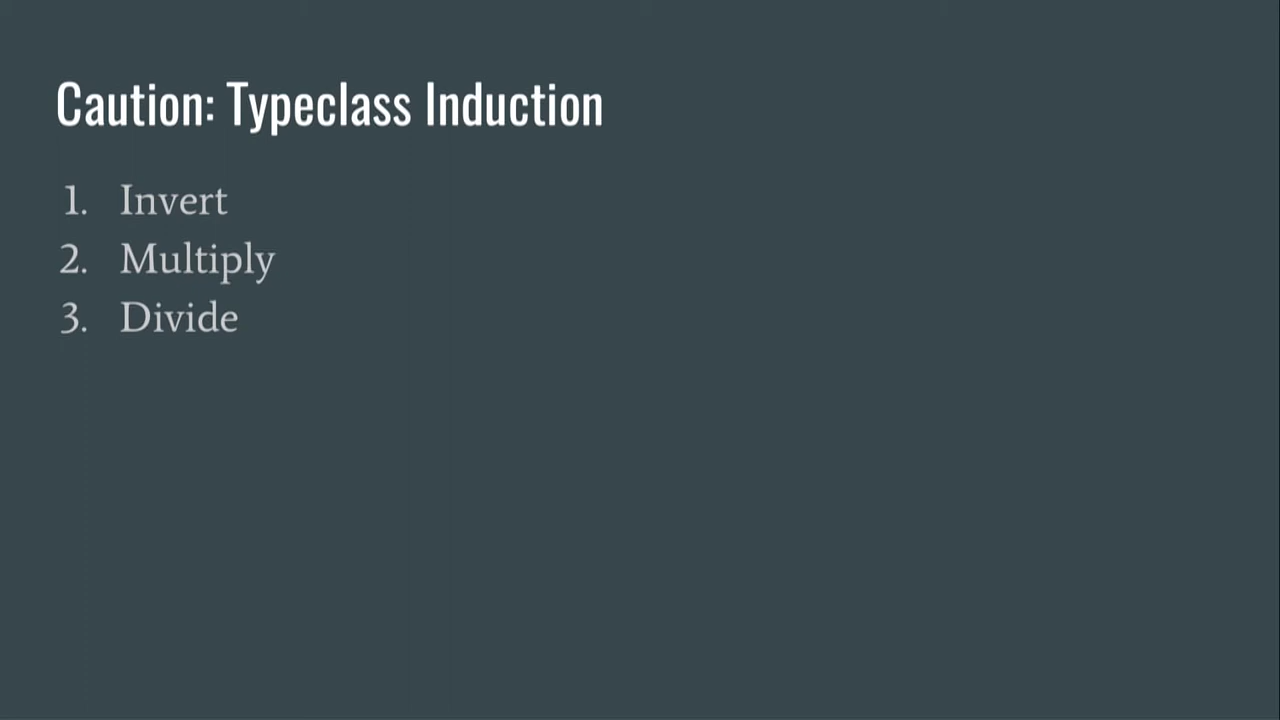 Caution: Typeclass Induction
1. Invert
2. Multiply
3. Divide